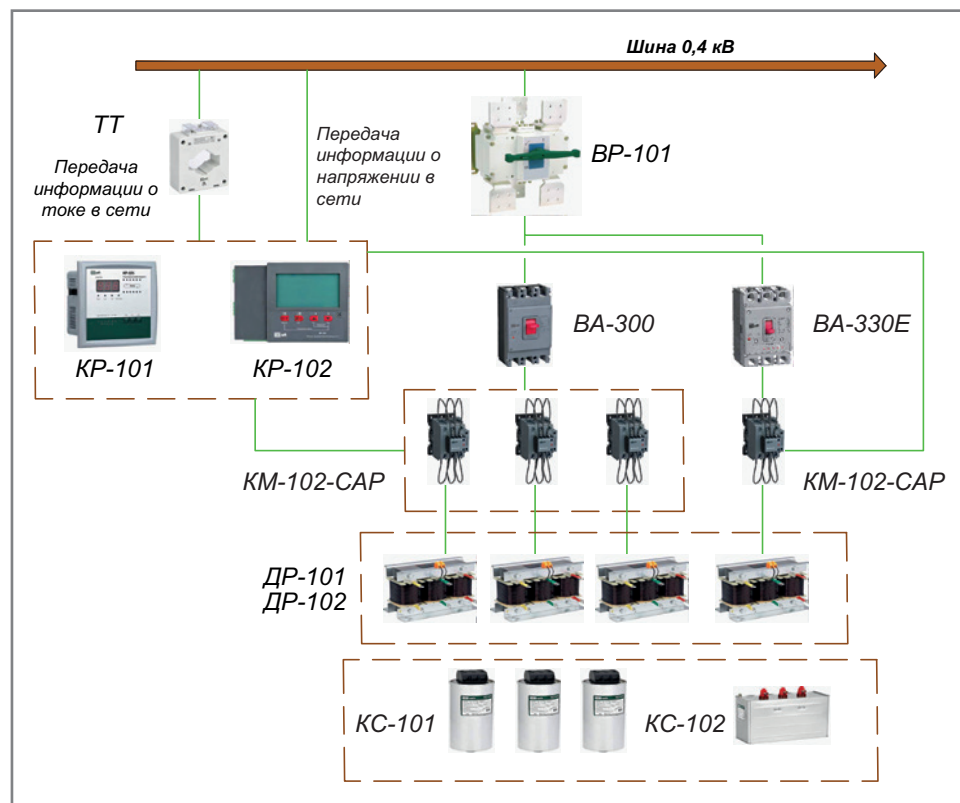 Шина 0,4 кВ
ТТ
Передача
информации о
токе в сети
Передача
информации о
напряжении в
сети
ВР-101
КР-101
КР-102
ВА-300
ВА-330Е
КМ-102-CAP
КМ-102-CAP
ДР-101
ДР-102
КС-101
КС-102